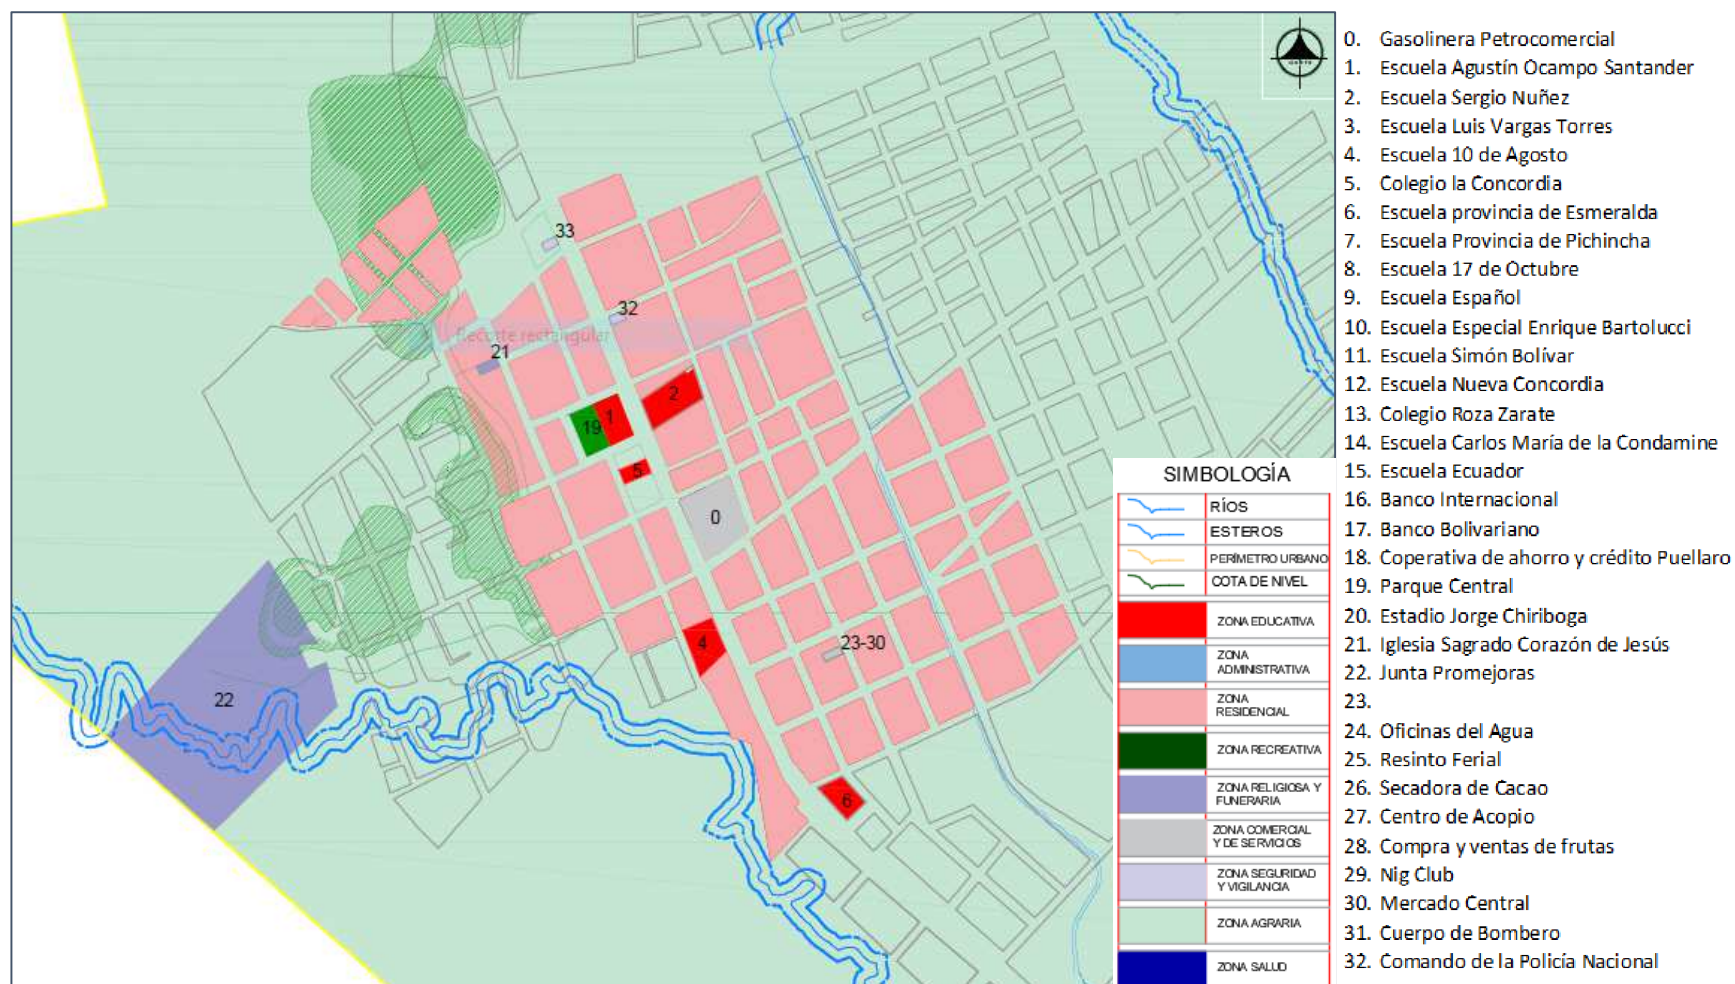 33
32
Recorte rectangular
21
2
1
19
5
0
4
23-30
22
6
SIMBOLOGÍA
RÍOS
ESTEROS
PERÍMETRO URBANO
COTA DE NIVEL
ZONA EDUCATIVA
ZONA
ADMINISTRATIVA
ZONA
RESIDENCIAL
ZONA RECREATIVA
ZONA RELIGIOSA Y
FUNERARIA
ZONA COMERCIAL
Y DE SERVICIOS
ZONA SEGURIDAD
Y VIGILANCIA
ZONA AGRARIA
ZONA SALUD
0. Gasolinera Petrocomercial
1. Escuela Agustín Ocampo Santander
2. Escuela Sergio Nuñez
3. Escuela Luis Vargas Torres
4. Escuela 10 de Agosto
5. Colegio la Concordia
6. Escuela provincia de Esmeralda
7. Escuela Provincia de Pichincha
8. Escuela 17 de Octubre
9. Escuela Español
10. Escuela Especial Enrique Bartolucci
11. Escuela Simón Bolívar
12. Escuela Nueva Concordia
13. Colegio Roza Zarate
14. Escuela Carlos María de la Condamine
15. Escuela Ecuador
16. Banco Internacional
17. Banco Bolivariano
18. Coperativa de ahorro y crédito Puellaro
19. Parque Central
20. Estadio Jorge Chiriboga
21. Iglesia Sagrado Corazón de Jesús
22. Junta Promejoras
23.
24. Oficinas del Agua
25. Resinto Ferial
26. Secadora de Cacao
27. Centro de Acopio
28. Compra y ventas de frutas
29. Nig Club
30. Mercado Central
31. Cuerpo de Bombero
32. Comando de la Policía Nacional